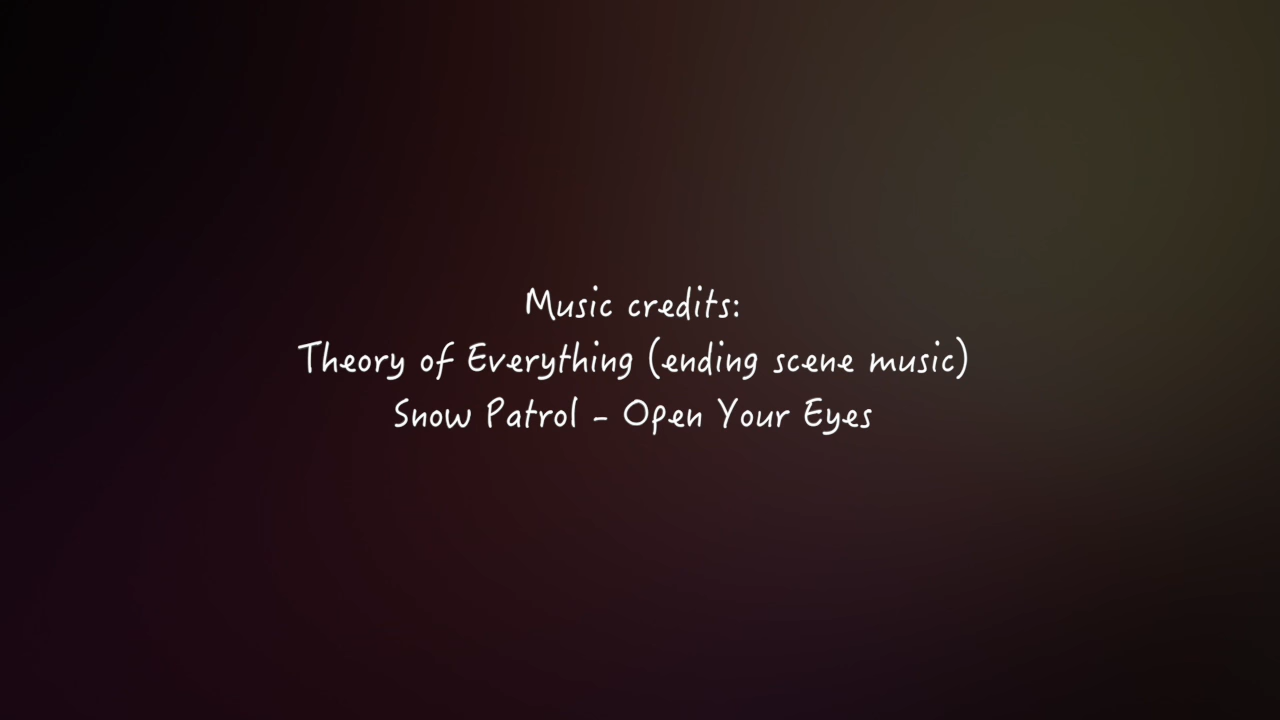 Music credits:
Theory of Everything (ending scene music)
Snow Patrol - Open Your Eyes